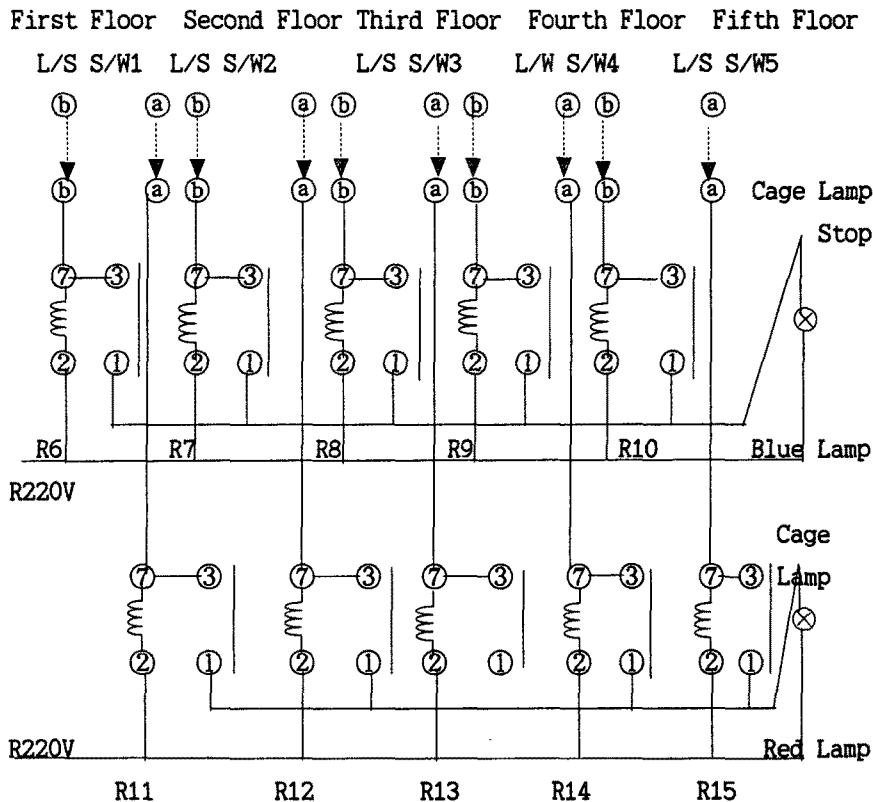 First Floor Second Floor Third Floor Fourth Floor Fifth Floor
L/S S/W1 L/S S/W2 L/S S/W3 L/W S/W4 L/S S/W5
b a b a b a b a b a
b a b a b a b a b a Cage Lamp
Stop
7 3 7 3 7 3 7 3 7 3
2 1 2 1 2 1 2 1 2 1
R6 R7 R8 R9 R10 Blue Lamp
R220V
Cage
7 3 7 3 7 3 7 3 7 3 Lamp
2 1 2 1 2 1 2 1 2 1
R220V Red Lamp
R11 R12 R13 R14 R15